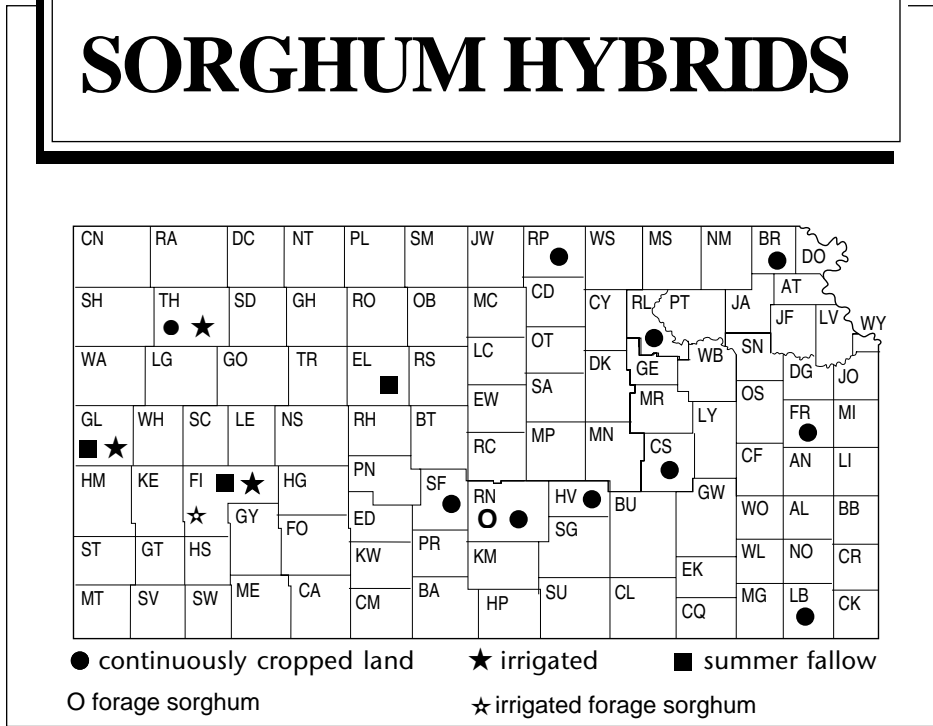 SORGHUM HYBRIDS
CN RA DC NT PL SM JW RP WS MS NM BR DO
SH TH SD GH RO OB MC CD CY RL PT JA AT
JF LV WY
WA LG GO TR EL RS LC OT DK GE WB SN DG JO
GL WH SC LE NS RH BT EW SA MR LY OS FR MI
RC MP MN CS CF AN LI
HM KE FI HG PN SF RN HV BU GW WO AL BB
GY FO ED O SG
ST GT HS KW PR KM EK WL NO CR
MT SV SW ME CA CM BA HP SU CL CQ MG LB CK
continuously cropped land irrigated summer fallow
O forage sorghum irrigated forage sorghum